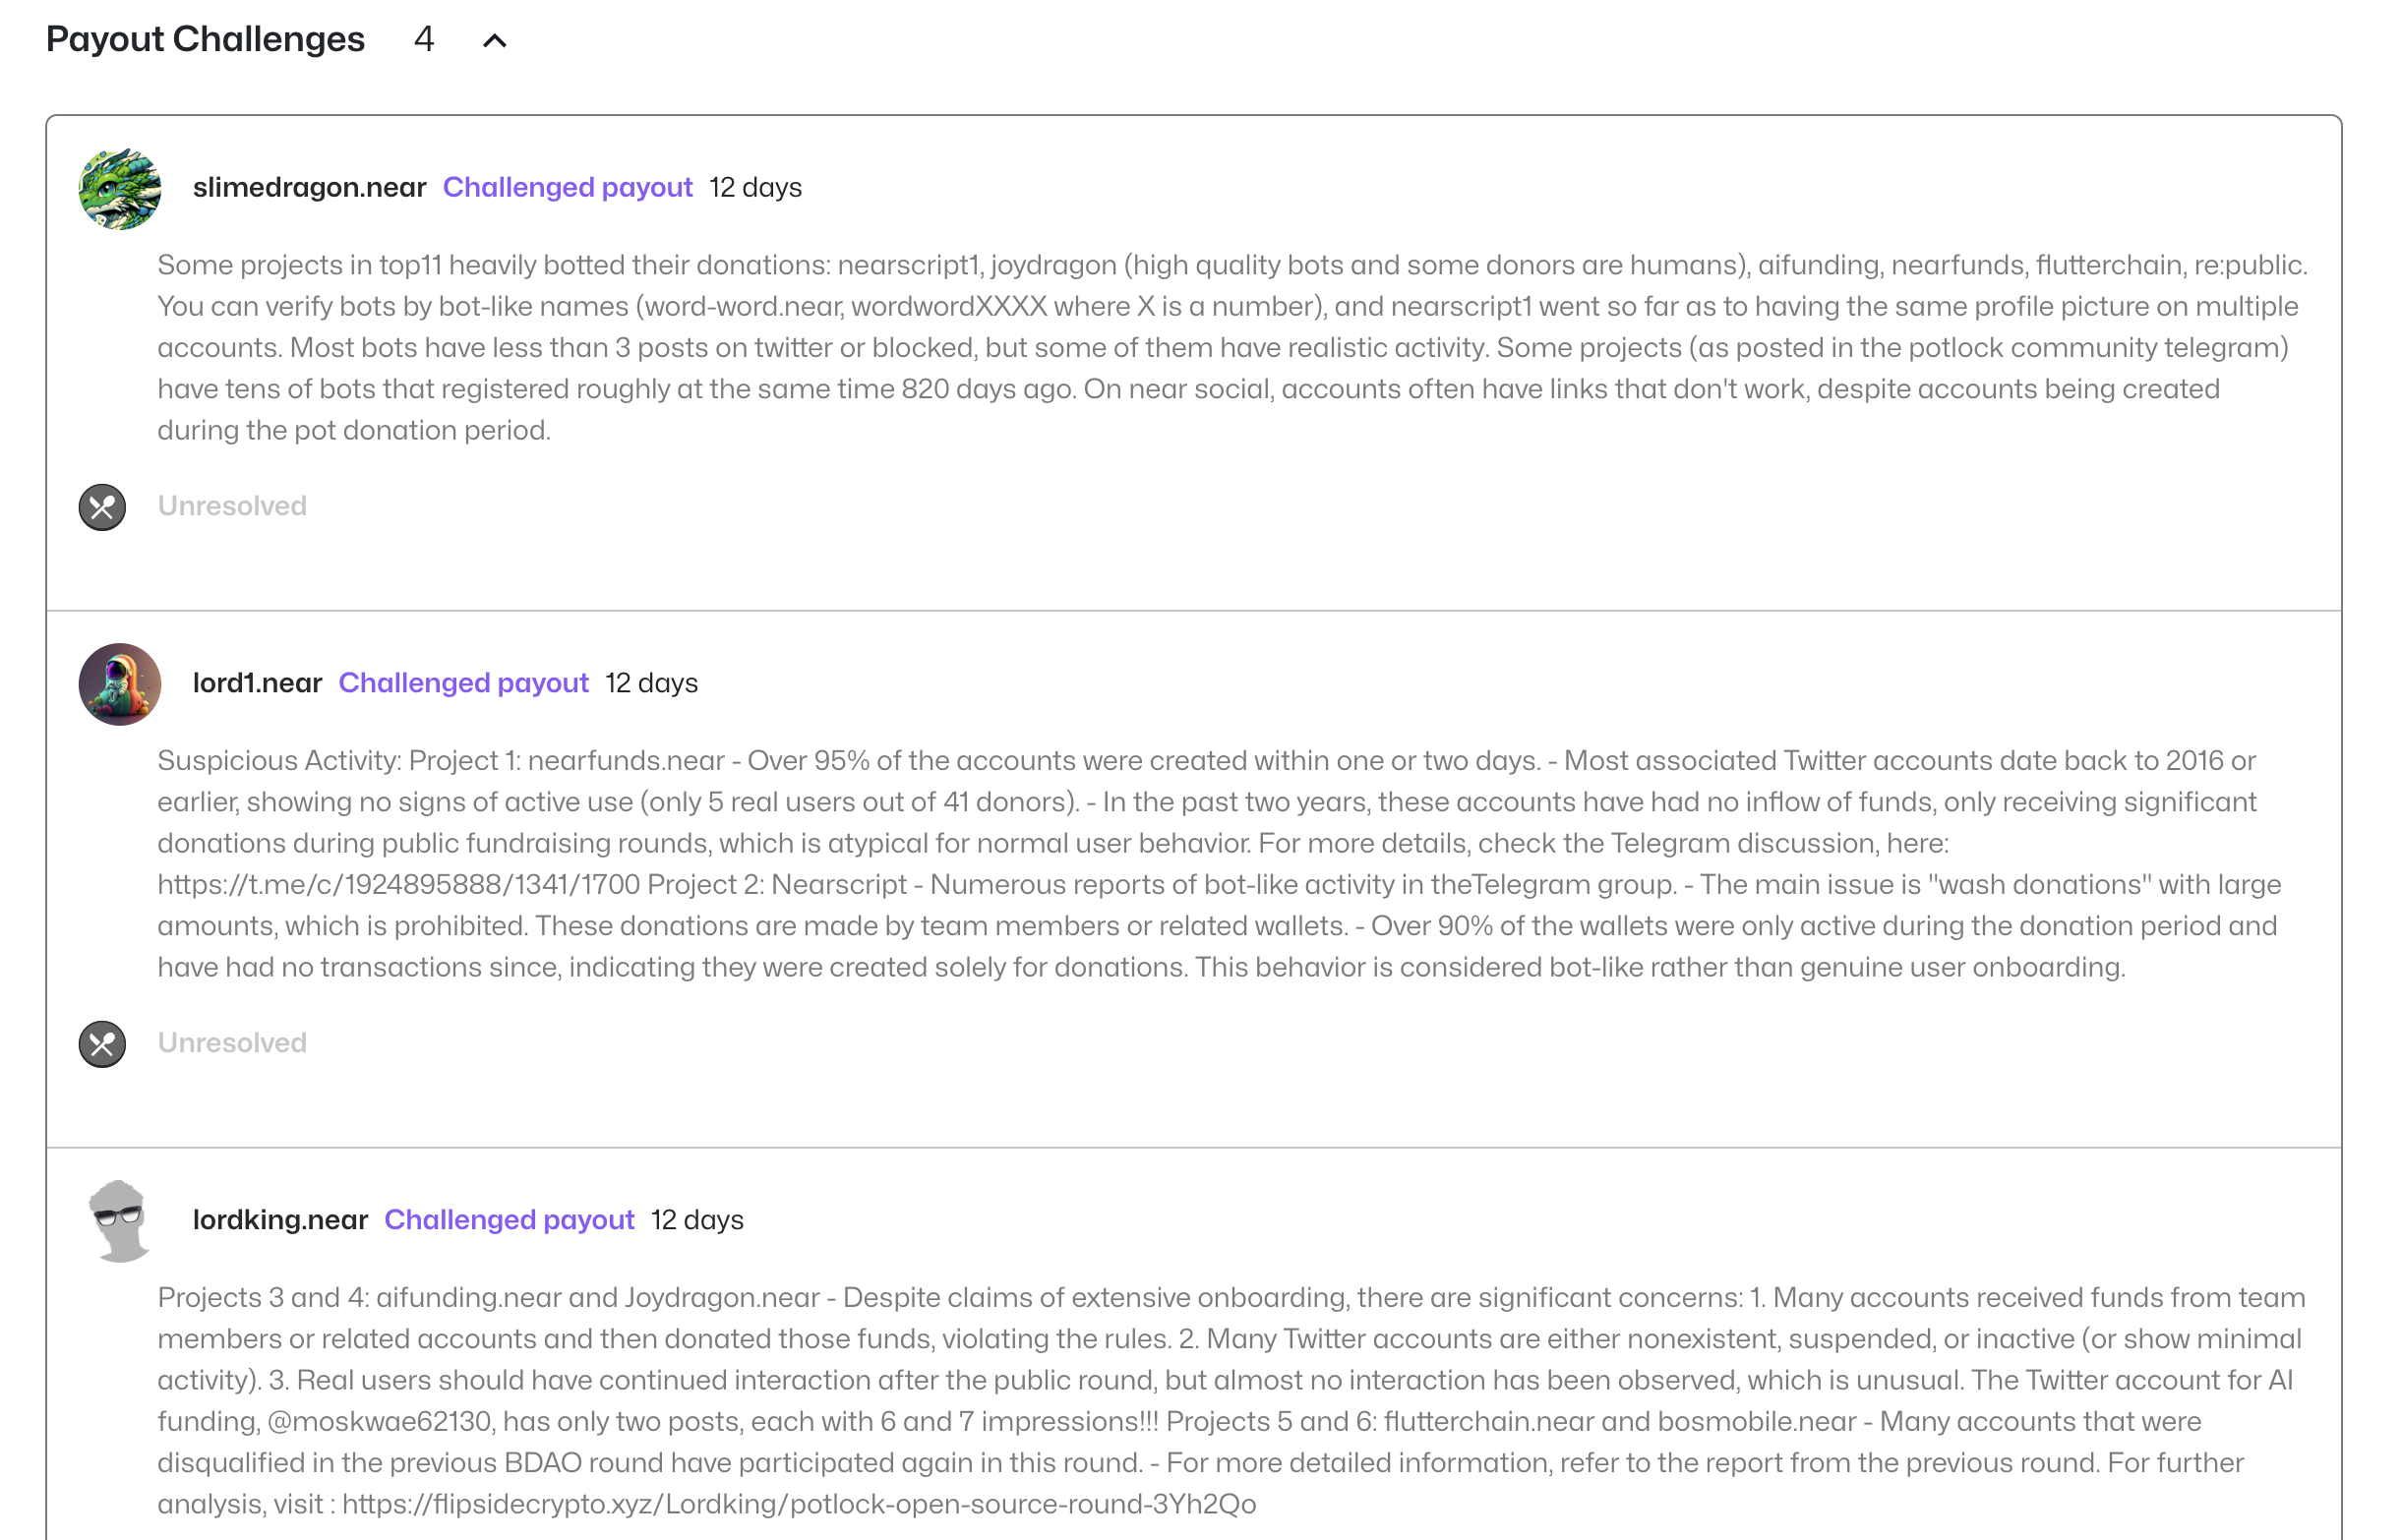 Payout Challenges 4
slimedragon.near Challenged payout 12 days
Some projects in top11 heavily botted their donations: nearscript1, joydragon (high quality bots and some donors are humans), aifunding, nearfunds, flutterchain, re:public.
You can verify bots by bot-like names (word-word.near, wordwordXXXX where X is a number), and nearscript1 went so far as to having the same profile picture on multiple
accounts. Most bots have less than 3 posts on twitter or blocked, but some of them have realistic activity. Some projects (as posted in the potlock community telegram)
have tens of bots that registered roughly at the same time 820 days ago. On near social, accounts often have links that don't work, despite accounts being created
during the pot donation period.
Unresolved
lord1.near Challenged payout 12 days
Suspicious Activity: Project 1: nearfunds.near - Over 95% of the accounts were created within one or two days. - Most associated Twitter accounts date back to 2016 or
earlier, showing no signs of active use (only 5 real users out of 41 donors). - In the past two years, these accounts have had no inflow of funds, only receiving significant
donations during public fundraising rounds, which is atypical for normal user behavior. For more details, check the Telegram discussion, here:
https://t.me/c/1924895888/1341/1700 Project 2: Nearscript - Numerous reports of bot-like activity in theTelegram group. - The main issue is "wash donations" with large
amounts, which is prohibited. These donations are made by team members or related wallets. - Over 90% of the wallets were only active during the donation period and
have had no transactions since, indicating they were created solely for donations. This behavior is considered bot-like rather than genuine user onboarding.
Unresolved
lordking.near Challenged payout 12 days
Projects 3 and 4: aifunding.near and Joydragon.near - Despite claims of extensive onboarding, there are significant concerns: 1. Many accounts received funds from team
members or related accounts and then donated those funds, violating the rules. 2. Many Twitter accounts are either nonexistent, suspended, or inactive (or show minimal
activity). 3. Real users should have continued interaction after the public round, but almost no interaction has been observed, which is unusual. The Twitter account for AI
funding, @moskwae62130, has only two posts, each with 6 and 7 impressions!!! Projects 5 and 6: flutterchain.near and bosmobile.near - Many accounts that were
disqualified in the previous BDAO round have participated again in this round. - For more detailed information, refer to the report from the previous round. For further
analysis, visit : https://flipsidecrypto.xyz/Lordking/potlock-open-source-round-3Yh2Qo